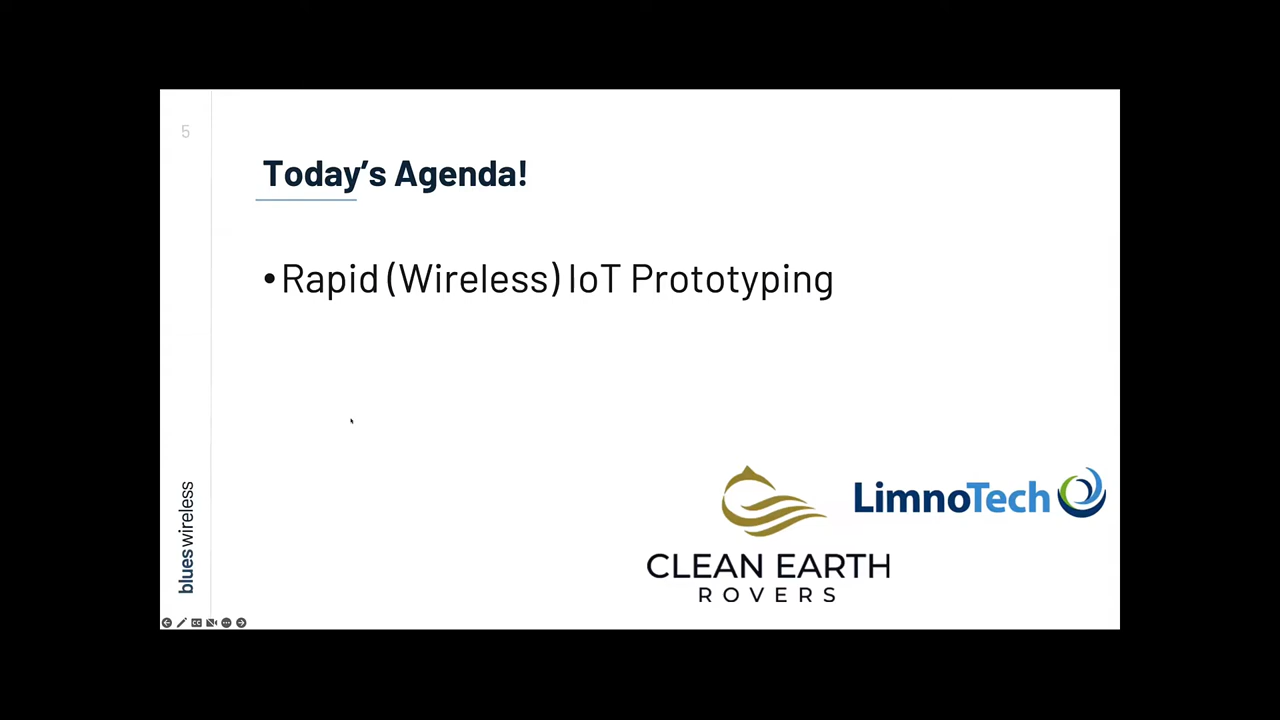 5
Today’s Agenda!
•Rapid (Wireless) IoT Prototyping
LimnoTech
CLEAN EARTH
ROVERS
blues wireless